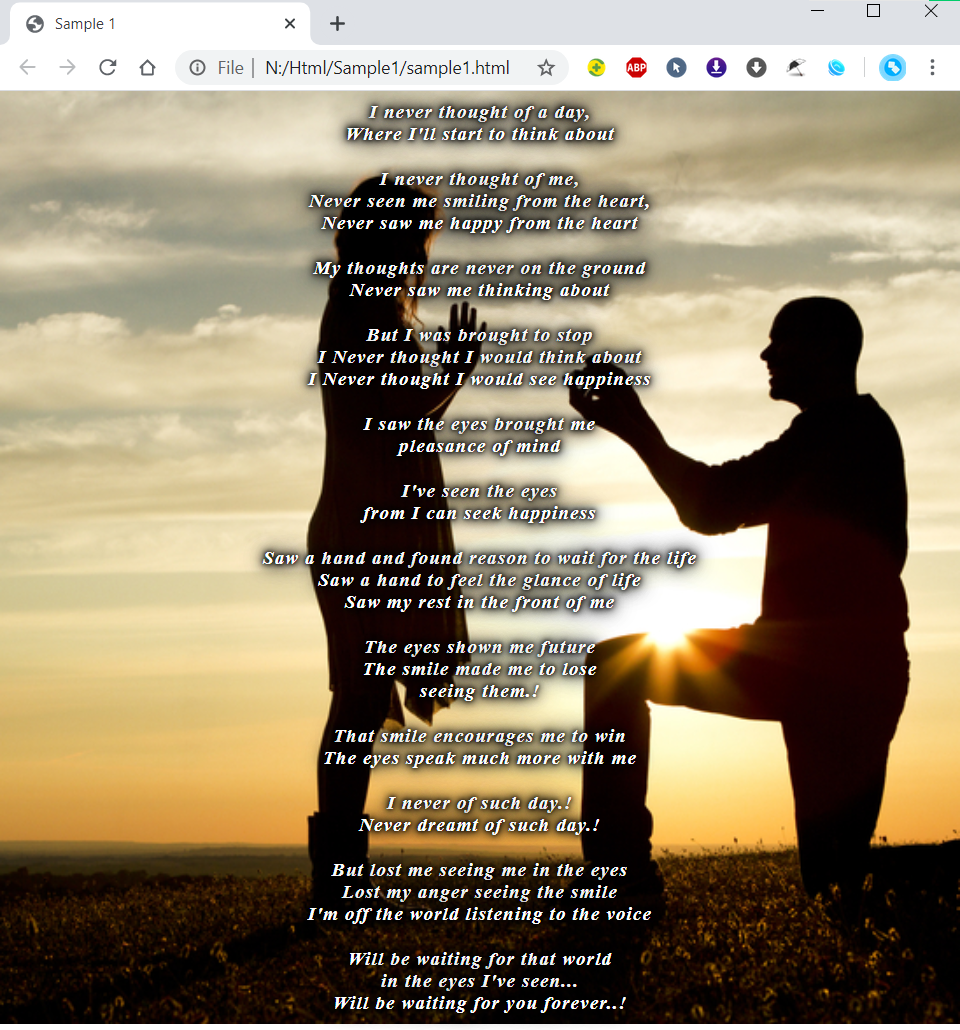 Sample 1
File
N:/Html/Sample1/sample1.html
ABP
I never thought of a day,
Where I'll start to think about
I never thought of me,
Never seen me smiling from the heart,
Never saw me happy from the heart
My thoughts are never on the ground
Never saw me thinking about
But I was brought to stop
I Never thought I would think about
I Never thought I would see happiness
I saw the eyes brought me
pleasance of mind
I've seen the eyes
from I can seek happiness
Saw a hand and found reason to wait for the life
Saw a hand to feel the glance of life
Saw my rest in the front of me
The eyes shown me future
The smile made me to lose
seeing them.!
That smile encourages me to win
The eyes speak much more with me
I never of such day.!
Never dreamt of such day.!
But lost me seeing me in the eyes
Lost my anger seeing the smile
I'm off the world listening to the voice
Will be waiting for that world
in the eyes I've seen...
Will be waiting for you forever..!